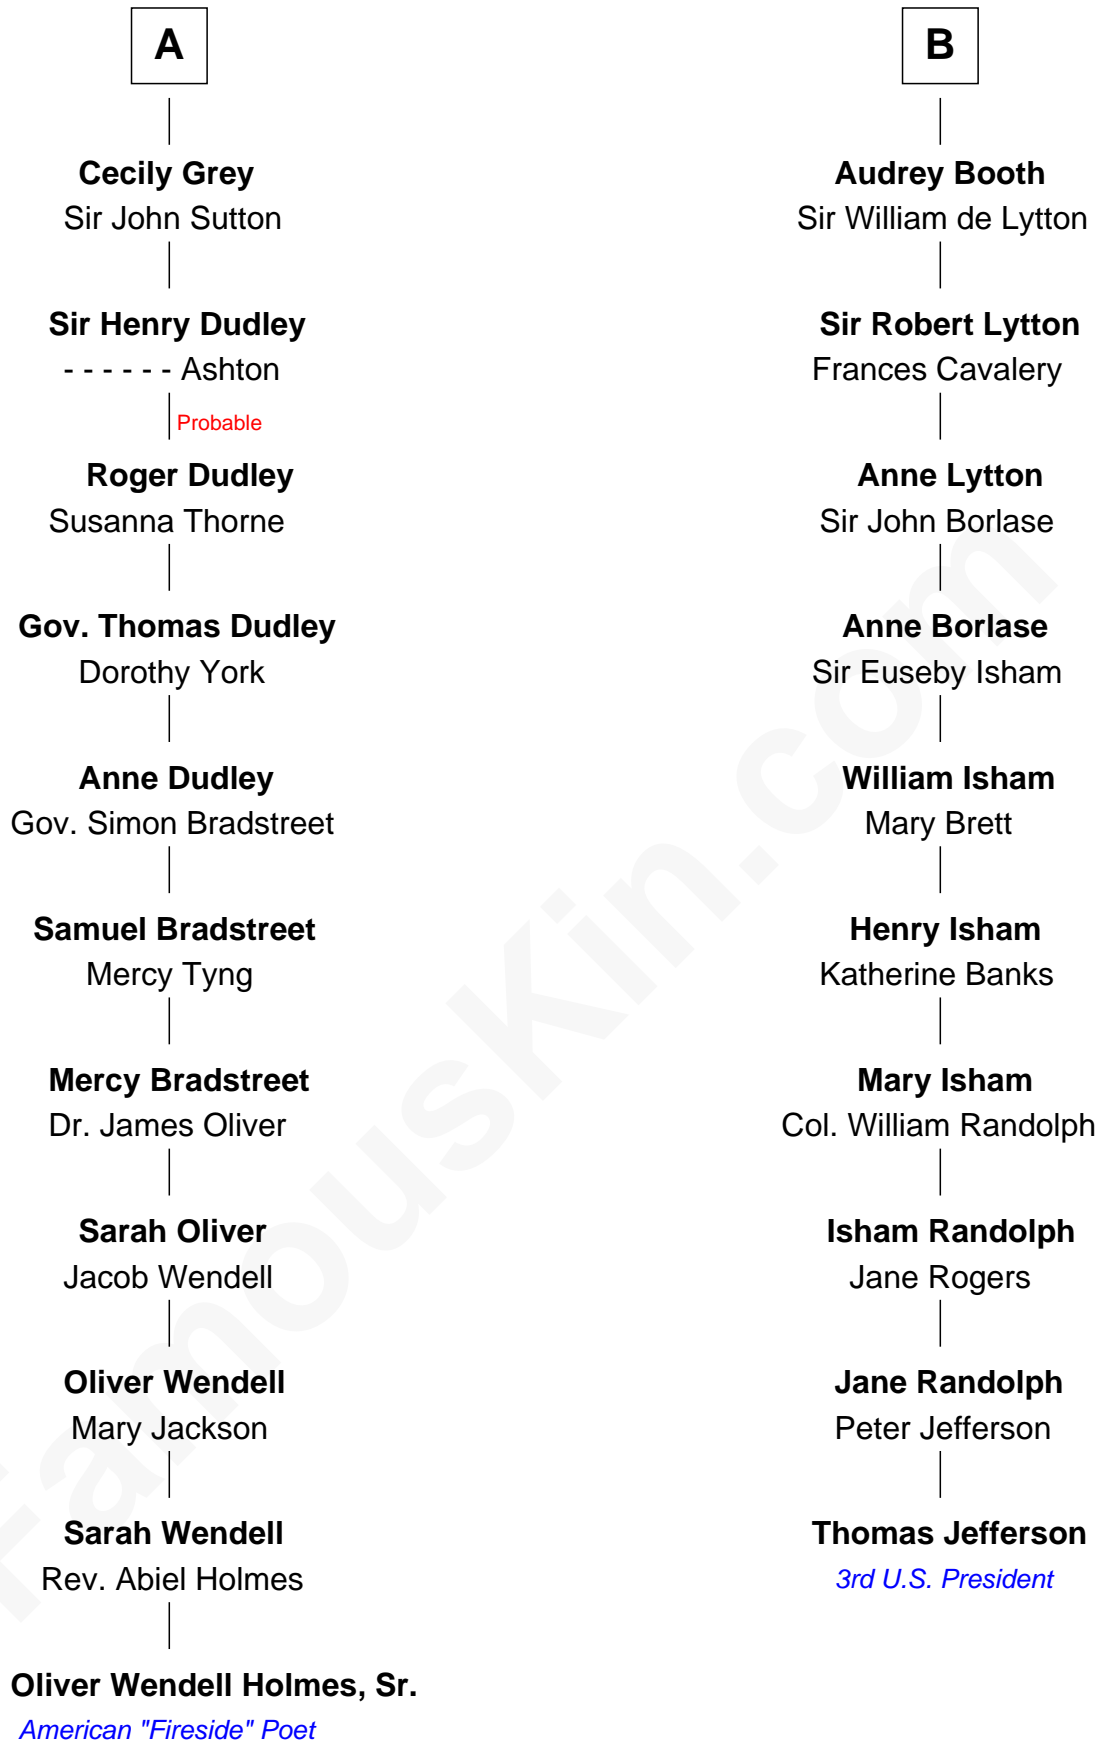 A
Cecily Grey
Sir John Sutton
Sir Henry Dudley
- - - - - - Ashton
Probable
Roger Dudley
Susanna Thorne
Gov. Thomas Dudley
Dorothy York
Anne Dudley
Gov. Simon Bradstreet
Samuel Bradstreet
Mercy Tyng
Mercy Bradstreet
Dr. James Oliver
Sarah Oliver
Jacob Wendell
Oliver Wendell
Mary Jackson
Sarah Wendell
Rev. Abiel Holmes
Oliver Wendell Holmes, Sr.
American "Fireside" Poet
B
Audrey Booth
Sir William de Lytton
Sir Robert Lytton
Frances Cavalery
Anne Lytton
Sir John Borlase
Anne Borlase
Sir Euseby Isham
William Isham
Mary Brett
Henry Isham
Katherine Banks
Mary Isham
Col. William Randolph
Isham Randolph
Jane Rogers
Jane Randolph
Peter Jefferson
Thomas Jefferson
3rd U.S. President
FamousKin.com